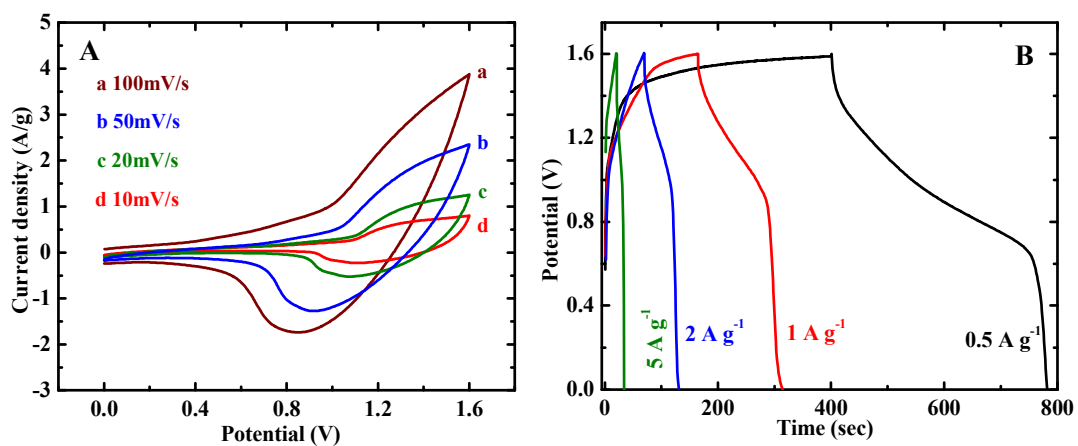 A
a 100mV/s
b 50mV/s
c 20mV/s
d 10mV/s
a
b
c
d
5
4
3
2
1
0
-1
-2
-3
0.0 0.4 0.8 1.2 1.6
Potential (V)
Current density (A/g)
B
1.6
1.2
0.8
0.4
0.0
0 200 400 600 800
Time (sec)
Potential (V)
5 A g⁻¹
2 A g⁻¹
1 A g⁻¹
0.5 A g⁻¹